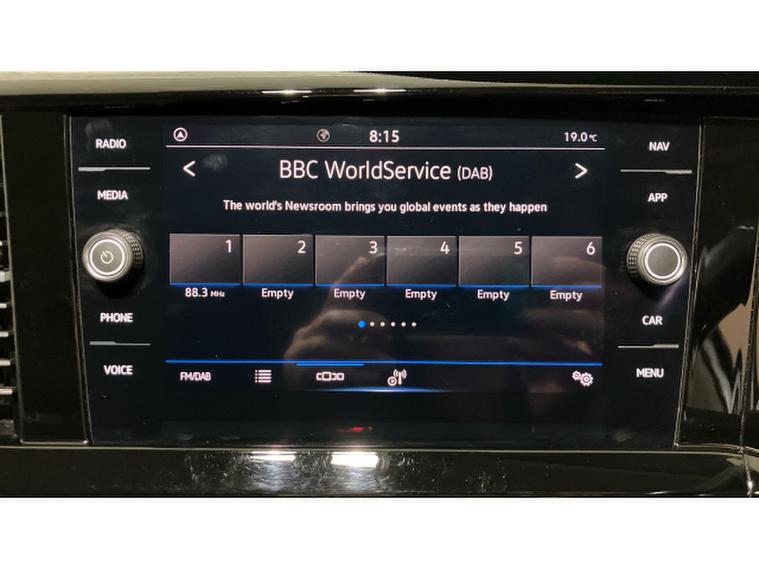 RADIO
MEDIA
PHONE
VOICE
8:15
19.0 °C
BBC WorldService (DAB)
The world's Newsroom brings you global events as they happen
1 2 3 4 5 6
88.3 MHz Empty Empty Empty Empty Empty
FM/DAB
NAV
APP
CAR
MENU